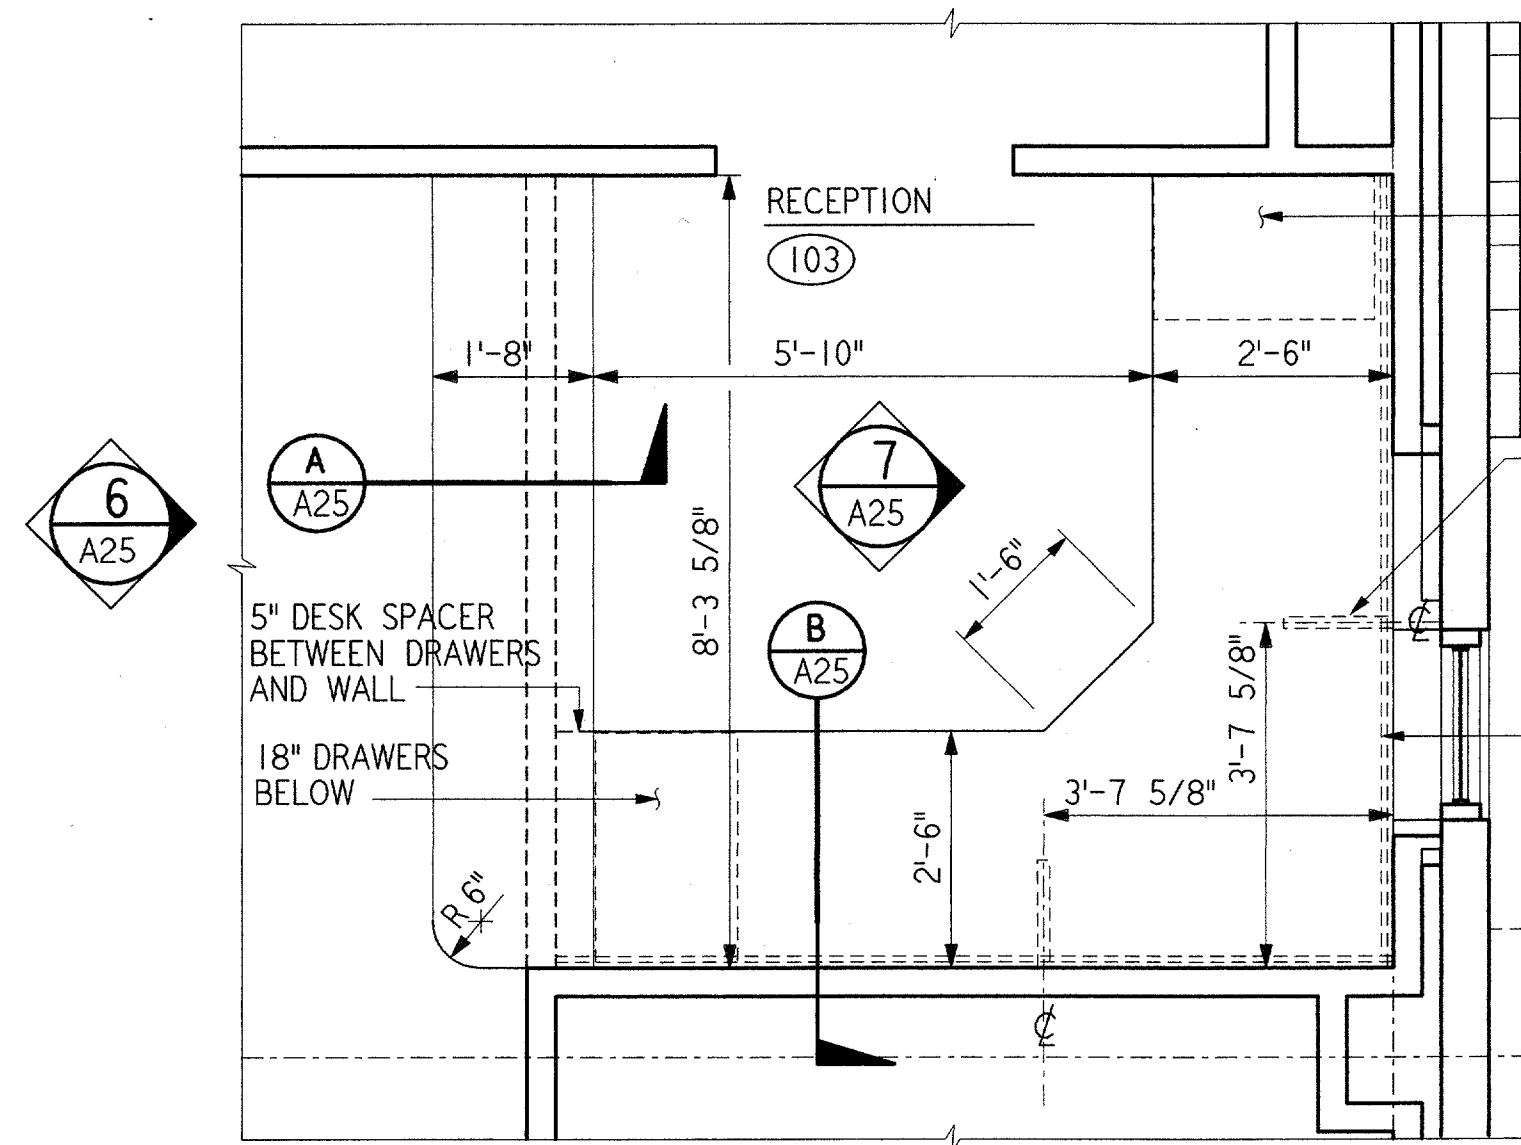 RECEPTION
103
1'-8"
5'-10"
2'-6"
A
A25
6
A25
7
A25
8'-3 5/8"
1'-6"
B
A25
5" DESK SPACER
BETWEEN DRAWERS
AND WALL
18" DRAWERS
BELOW
3'-7 5/8"
3'-7 5/8"
2'-6"
R 6"
℄
℄